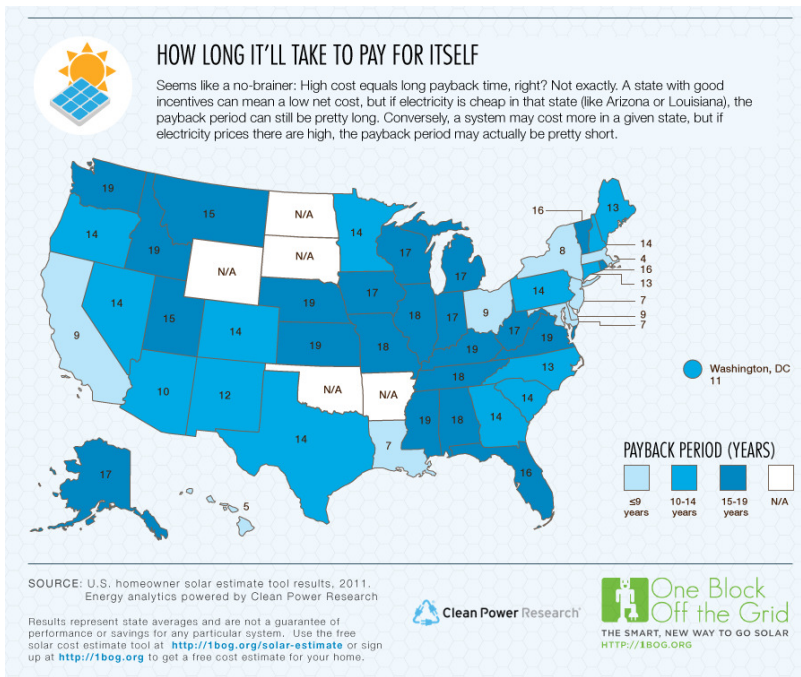 HOW LONG IT'LL TAKE TO PAY FOR ITSELF
Seems like a no-brainer: High cost equals long payback time, right? Not exactly. A state with good
incentives can mean a low net cost, but if electricity is cheap in that state (like Arizona or Louisiana), the
payback period can still be pretty long. Conversely, a system may cost more in a given state, but if
electricity prices there are high, the payback period may actually be pretty short.
19
15
N/A
14
16
13
14
19
N/A
N/A
17
17
8
14
4
16
13
9
14
15
14
19
17
18
17
9
14
7
9
7
17
19
19
18
19
13
10
12
N/A
N/A
18
14
14
14
7
19
18
16
17
5
Washington, DC
11
PAYBACK PERIOD (YEARS)
≤9
years
10-14
years
15-19
years
N/A
SOURCE: U.S. homeowner solar estimate tool results, 2011.
Energy analytics powered by Clean Power Research
Results represent state averages and are not a guarantee of
performance or savings for any particular system. Use the free
solar cost estimate tool at http://1bog.org/solar-estimate or sign
up at http://1bog.org to get a free cost estimate for your home.
Clean Power Research
One Block
Off the Grid
THE SMART, NEW WAY TO GO SOLAR
HTTP://1BOG.ORG